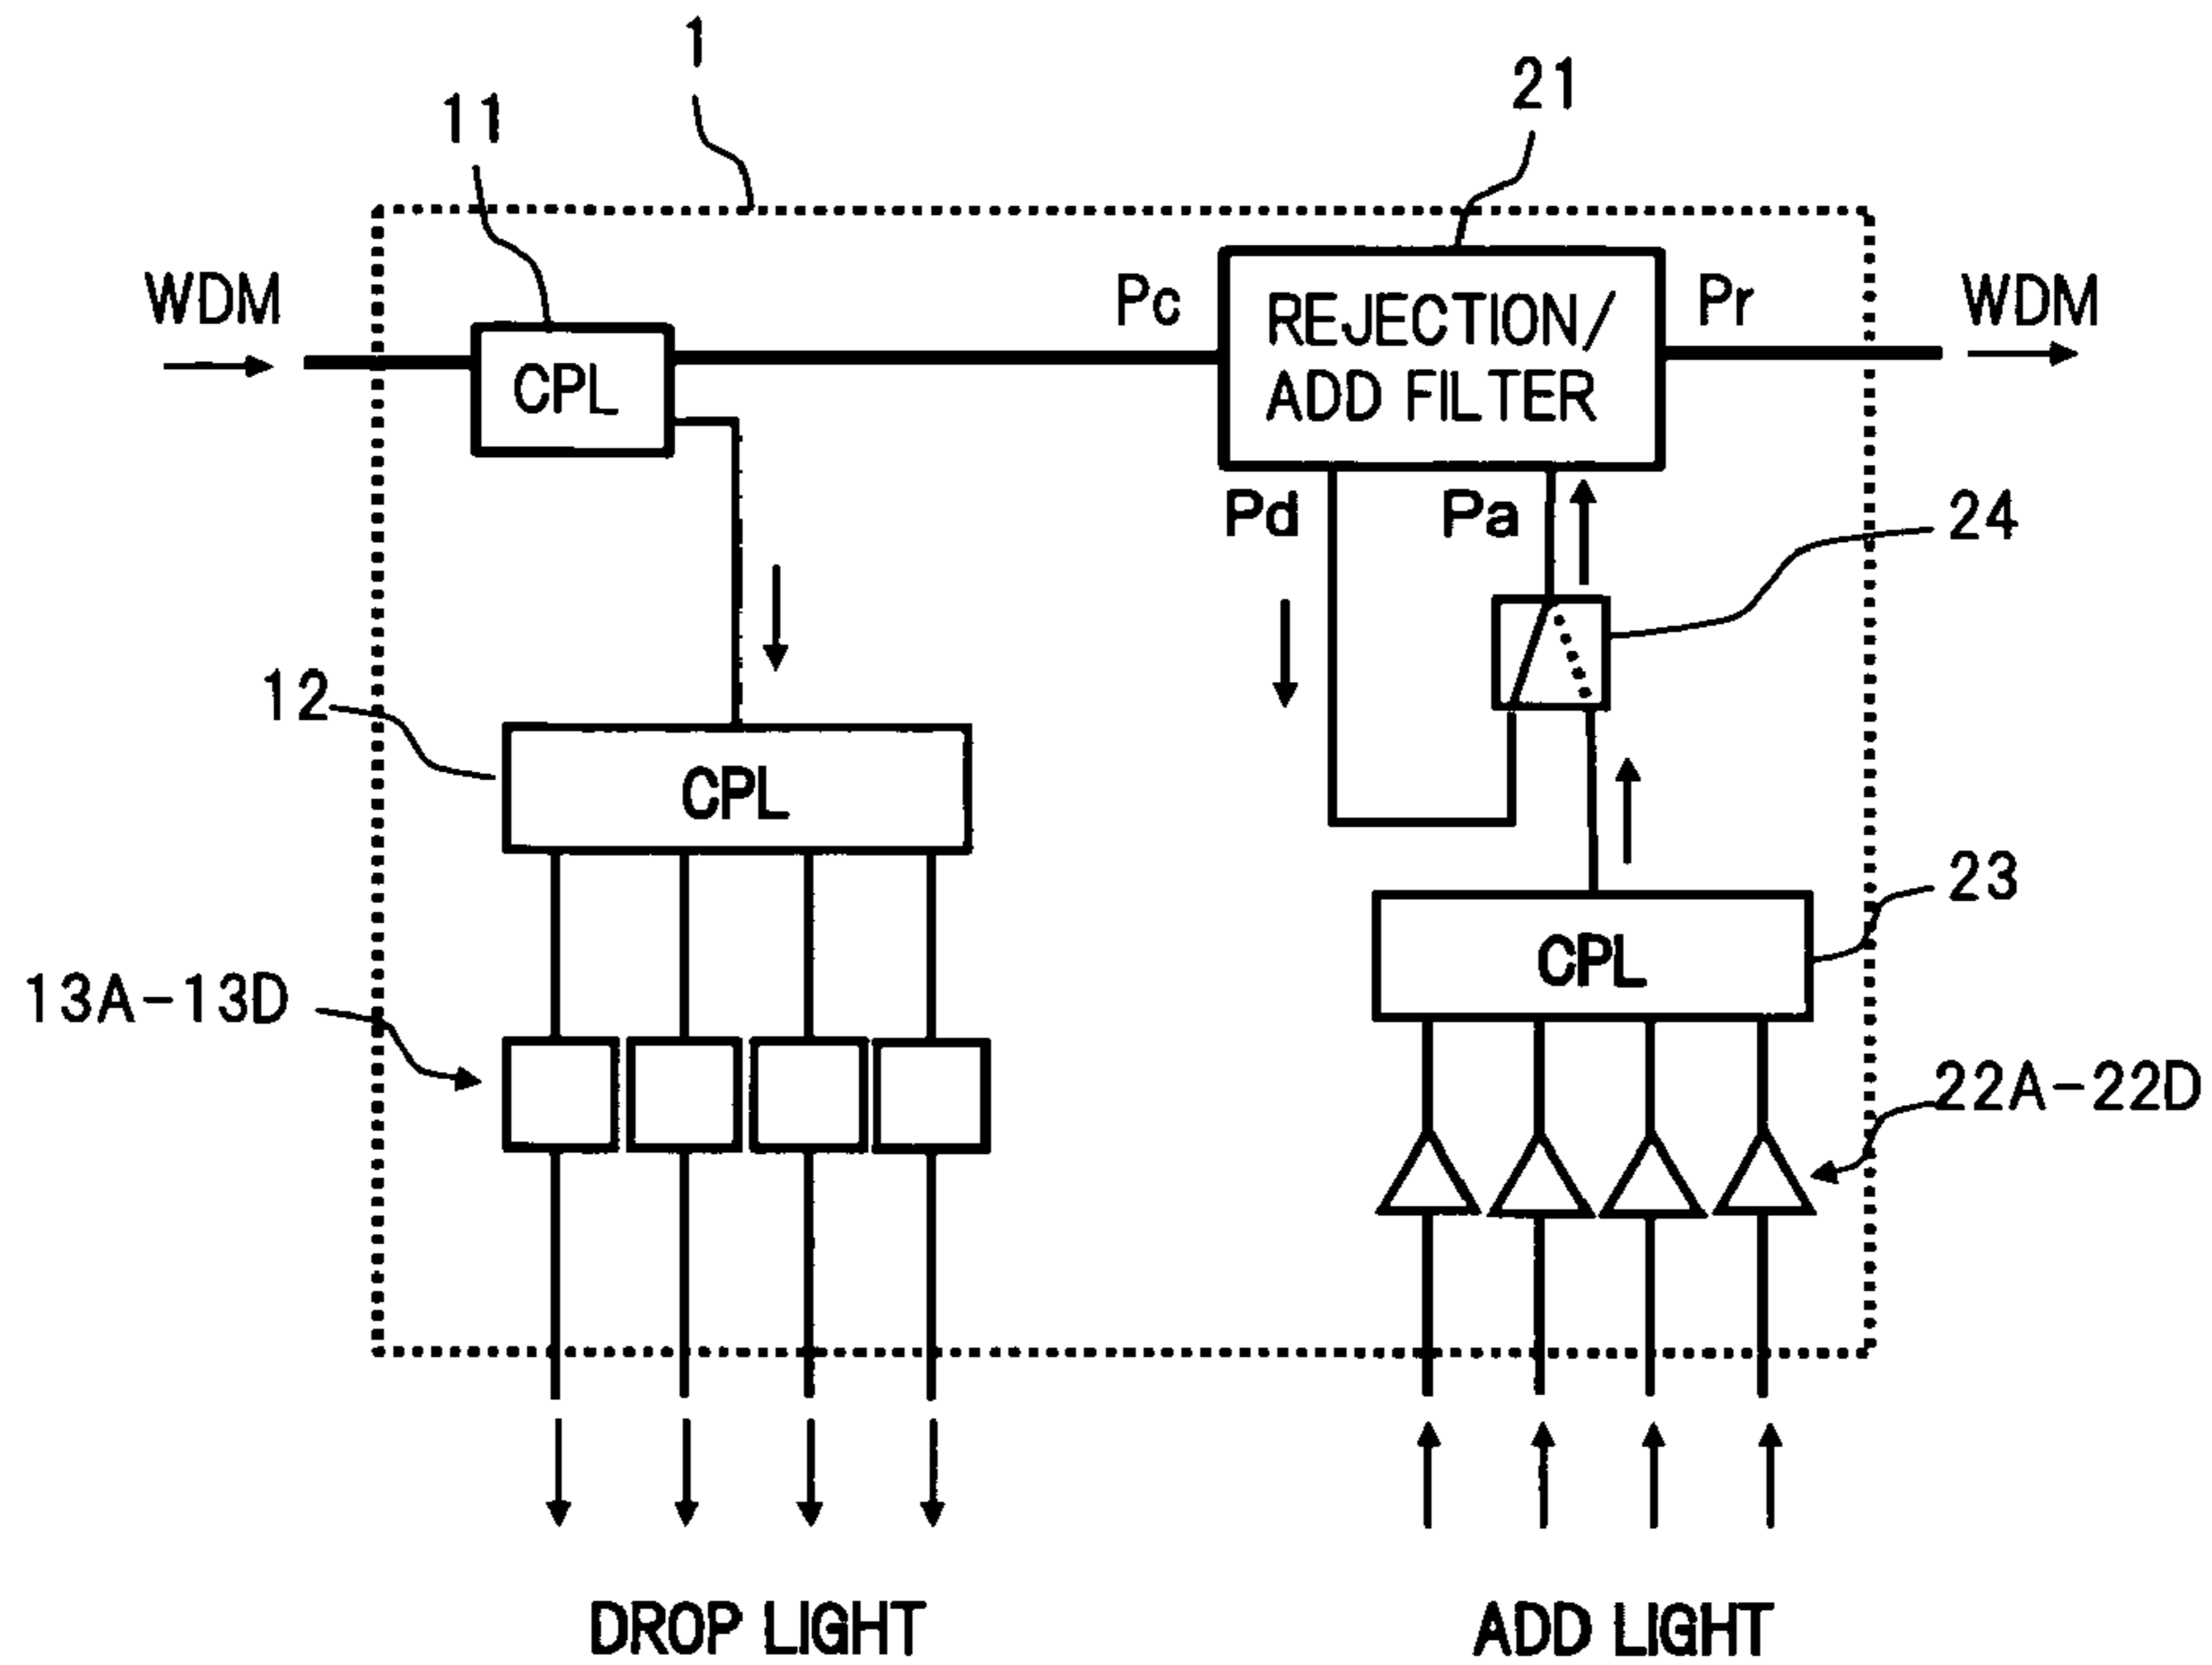 1
11
21
WDM
Pc
REJECTION/
ADD FILTER
Pr
WDM
CPL
Pd
Pa
24
12
CPL
23
CPL
13A-13D
22A-22D
DROP LIGHT
ADD LIGHT